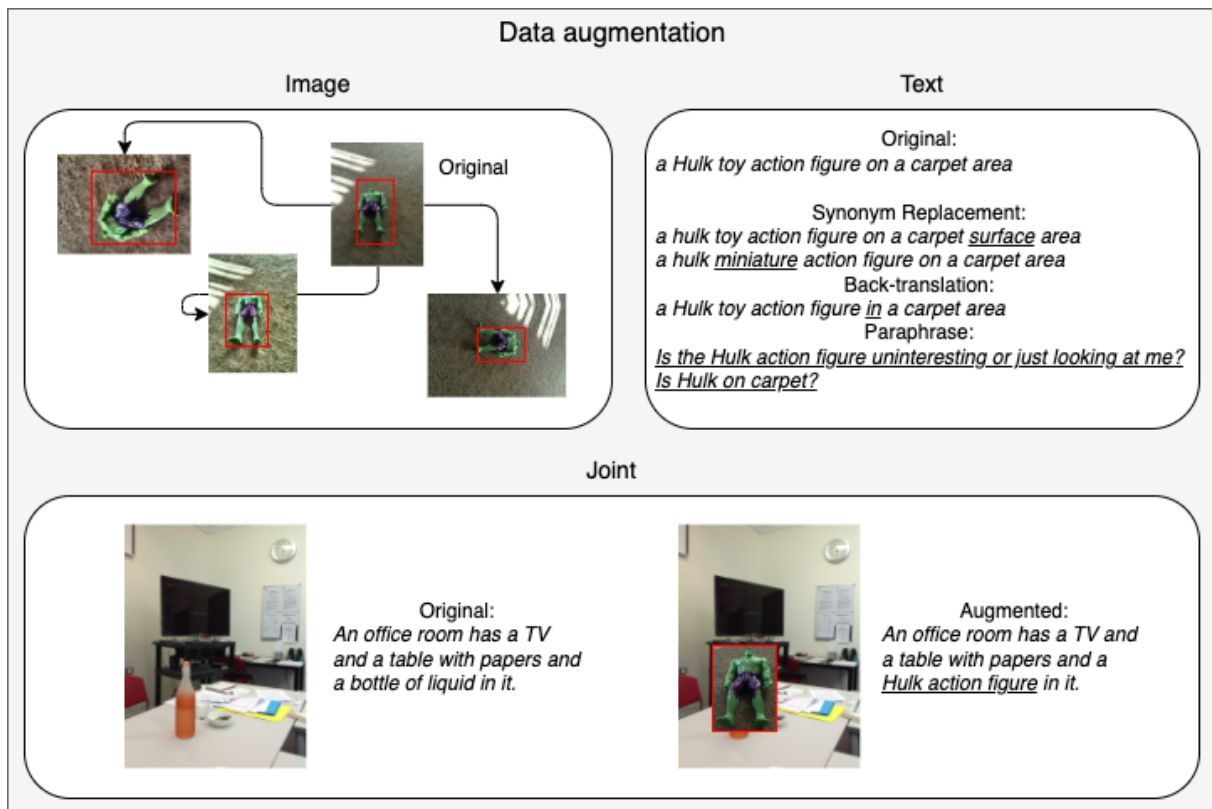 Data augmentation
Image
Original
Text
Original:
a Hulk toy action figure on a carpet area
Synonym Replacement:
a hulk toy action figure on a carpet surface area
a hulk miniature action figure on a carpet area
Back-translation:
a Hulk toy action figure in a carpet area
Paraphrase:
Is the Hulk action figure uninteresting or just looking at me?
Is Hulk on carpet?
Joint
Original:
An office room has a TV
and a table with papers and
a bottle of liquid in it.
Augmented:
An office room has a TV and
a table with papers and a
Hulk action figure in it.